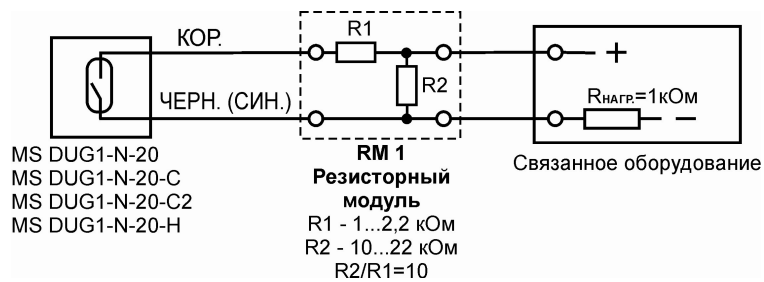 КОР.
R1
R2
ЧЕРН. (СИН.)
+
Rнагр.=1кОм
−
MS DUG1-N-20
MS DUG1-N-20-C
MS DUG1-N-20-C2
MS DUG1-N-20-H
RM 1
Резисторный
модуль
R1 - 1...2,2 кОм
R2 - 10...22 кОм
R2/R1=10
Связанное оборудование